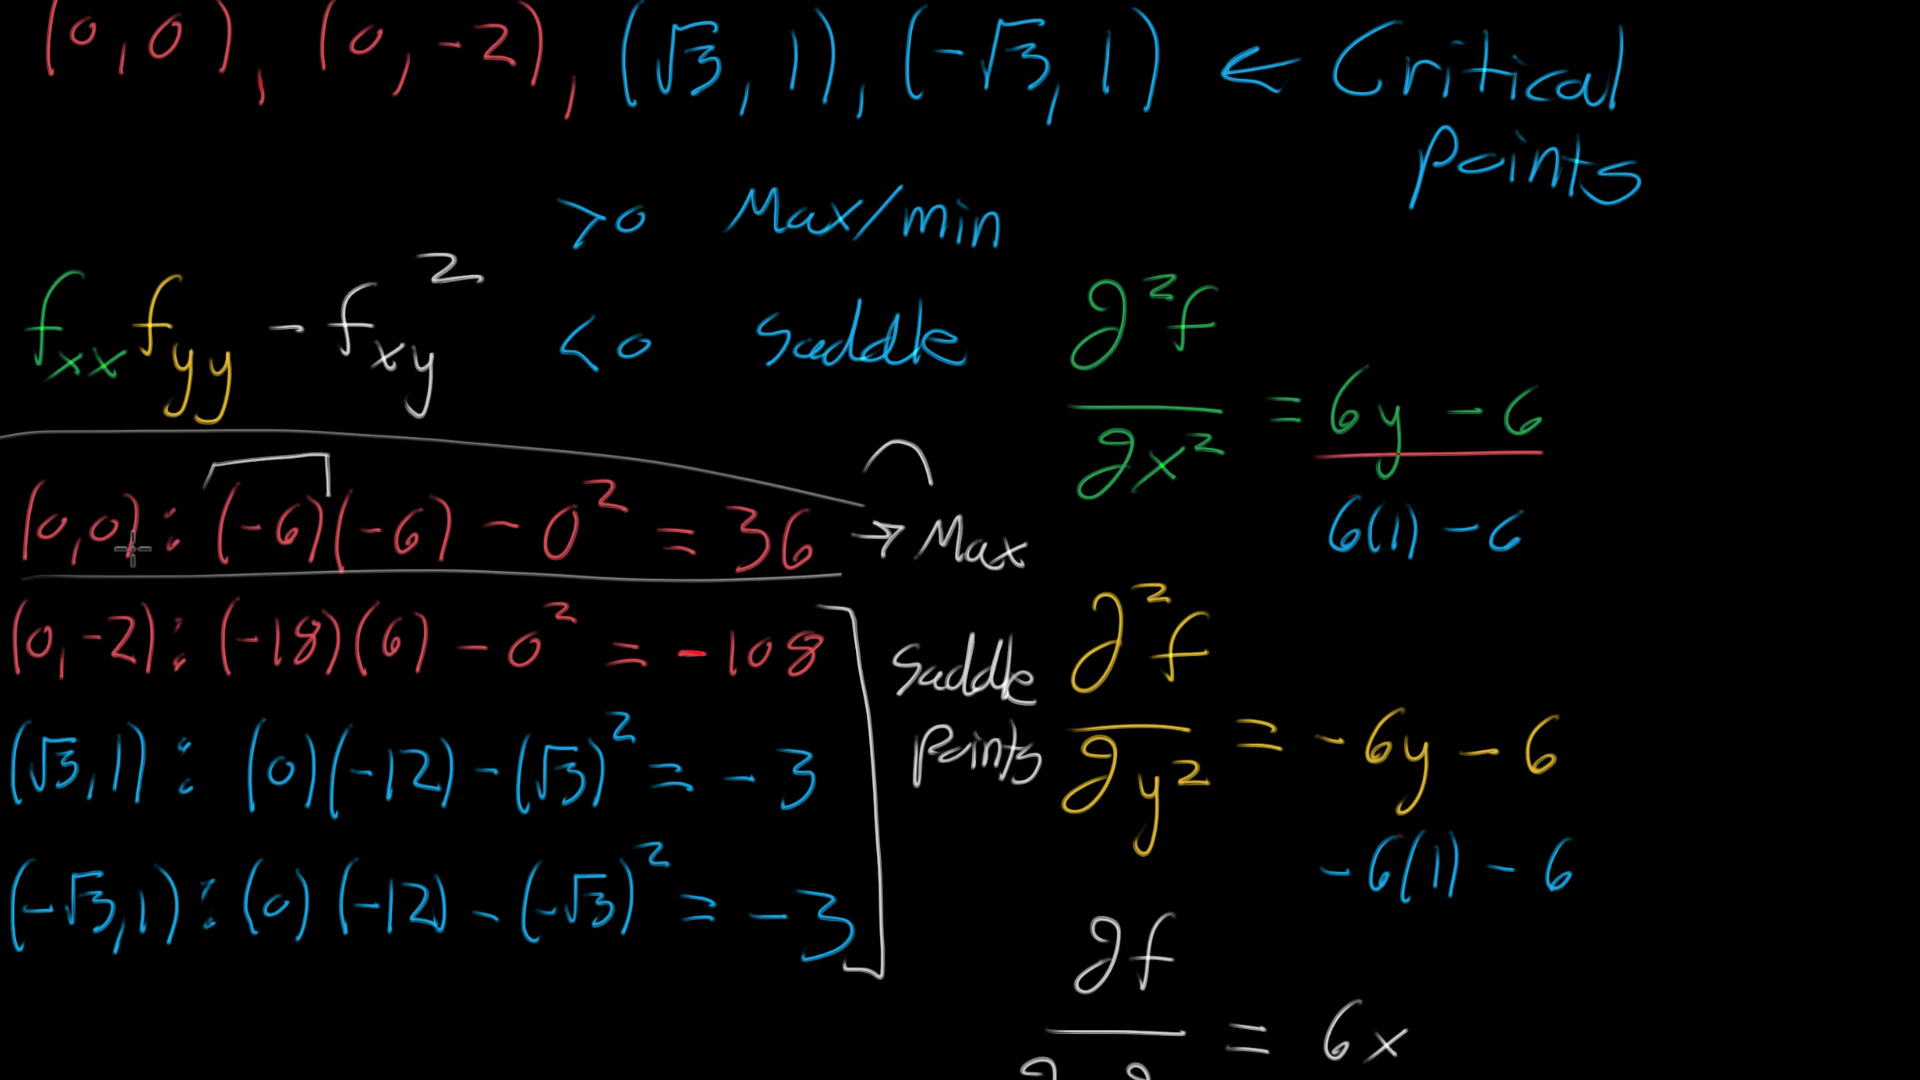 (0,0), (0,-2), (√3,1), (-√3,1) ← Critical
points
>0 Max/min
fxx fyy - fxy²
<0 Saddle
(0,0): (-6)(-6) - 0² = 36 → Max
(0,-2): (-18)(6) - 0² = -108
(√3,1): (0)(-12) - (√3)² = -3
(-√3,1): (0)(-12) - (-√3)² = -3
Saddle
points
∂²f/∂x² = 6y - 6
6(1) - 6
∂²f/∂y² = -6y - 6
-6(1) - 6
∂f
= 6x